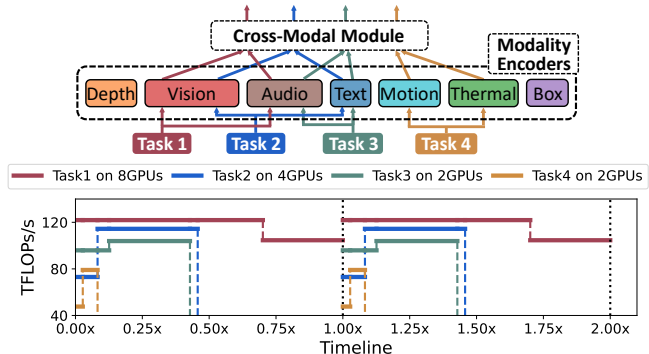 Cross-Modal Module
Modality
Encoders
Depth Vision Audio Text Motion Thermal Box
Task 1 Task 2 Task 3 Task 4
Task1 on 8GPUs Task2 on 4GPUs Task3 on 2GPUs Task4 on 2GPUs
120
80
40
TFLOPs/s
0.00x 0.25x 0.50x 0.75x 1.00x 1.25x 1.50x 1.75x 2.00x
Timeline